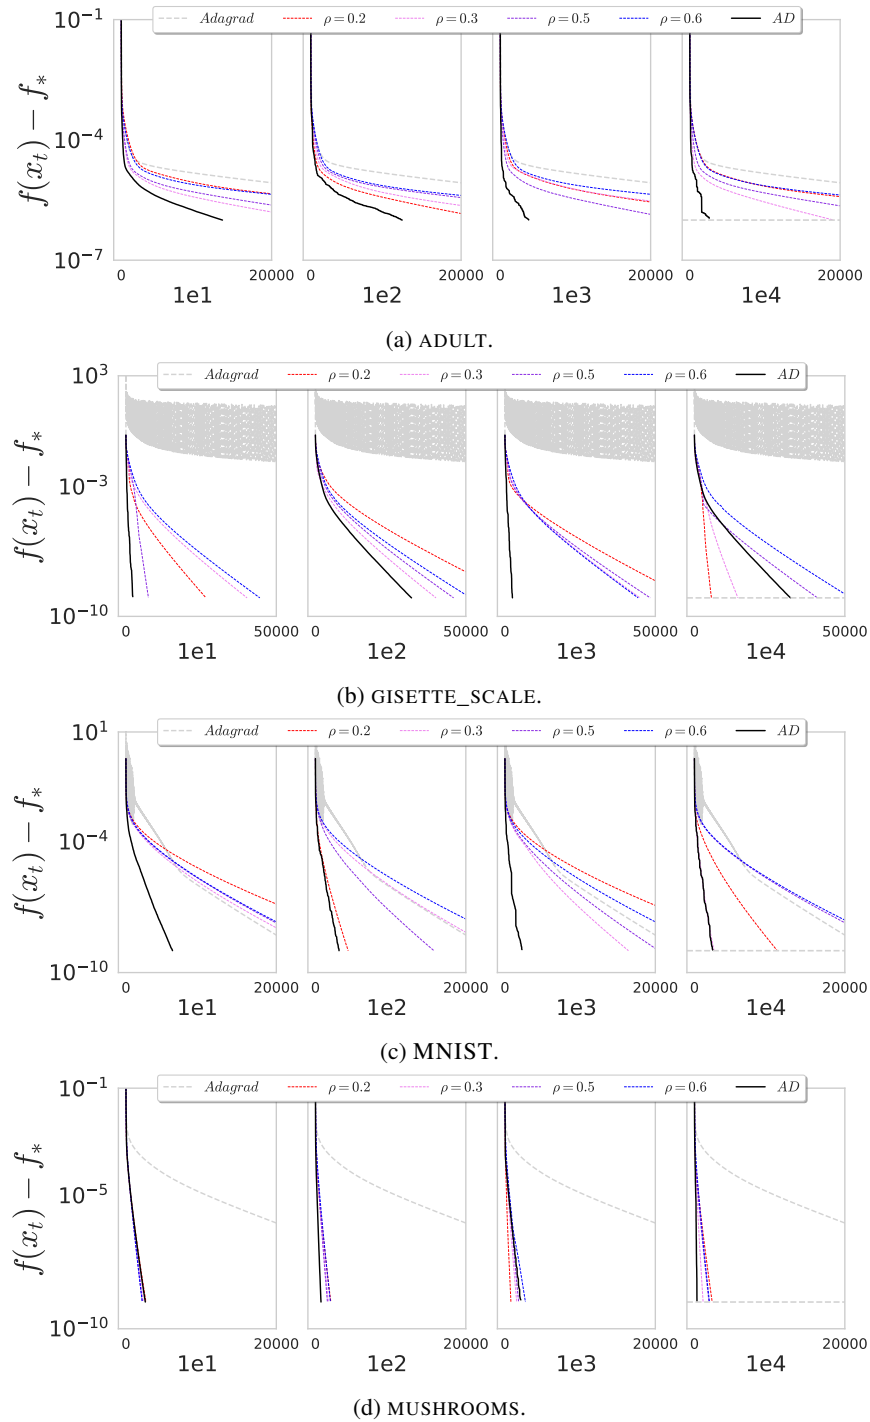 Adagrad ρ = 0.2 ρ = 0.3 ρ = 0.5 ρ = 0.6 AD
f(x_t) − f_*
10^{-1}
10^{-4}
10^{-7}
0 20000 0 20000 0 20000 0 20000
1e1 1e2 1e3 1e4
(a) ADULT.
Adagrad ρ = 0.2 ρ = 0.3 ρ = 0.5 ρ = 0.6 AD
f(x_t) − f_*
10^3
10^{-3}
10^{-10}
0 50000 0 50000 0 50000 0 50000
1e1 1e2 1e3 1e4
(b) GISETTE_SCALE.
Adagrad ρ = 0.2 ρ = 0.3 ρ = 0.5 ρ = 0.6 AD
f(x_t) − f_*
10^1
10^{-4}
10^{-10}
0 20000 0 20000 0 20000 0 20000
1e1 1e2 1e3 1e4
(c) MNIST.
Adagrad ρ = 0.2 ρ = 0.3 ρ = 0.5 ρ = 0.6 AD
f(x_t) − f_*
10^{-1}
10^{-5}
10^{-10}
0 20000 0 20000 0 20000 0 20000
1e1 1e2 1e3 1e4
(d) MUSHROOMS.